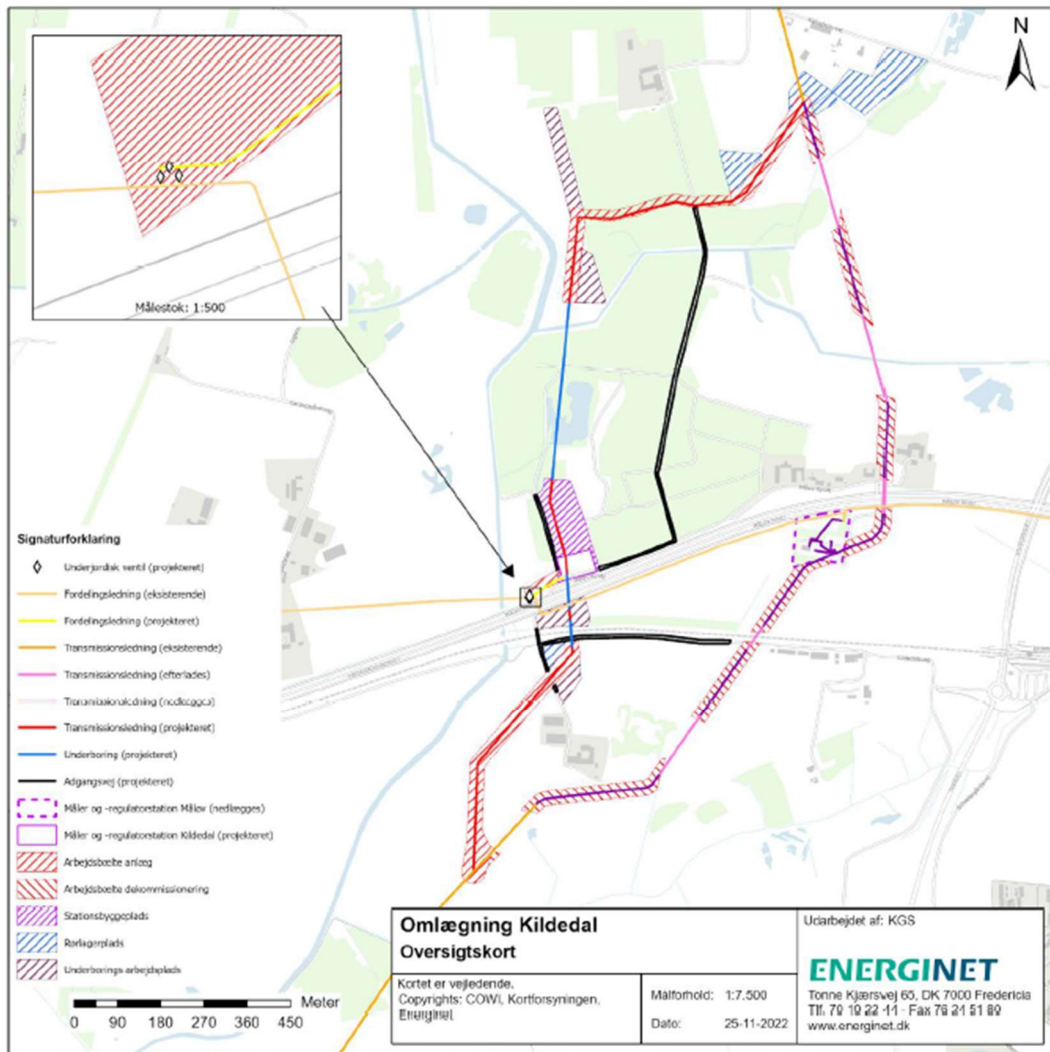 N
Målestok: 1:500
Signaturforklaring
Underjordisk ventil (projekteret)
Fordelingsledning (eksisterende)
Fordelingsledning (projekteret)
Transmissionsledning (eksisterende)
Transmissionsledning (efterlades)
Transmissionsledning (nedlægges)
Transmissionsledning (projekteret)
Underboring (projekteret)
Adgangsvej (projekteret)
Måler og -regulatorstation Måløv (nedlægges)
Måler og -regulatorstation Kildedal (projekteret)
Arbejdsbælte anlæg
Arbejdsbælte dekommissionering
Stationsbyggeplads
Rørlagerplads
Underborings arbejdsplads
Meter
0 90 180 270 360 450
Omlægning Kildedal
Oversigtskort
Kortet er vejledende.
Copyrights: COWI, Kortforsyningen,
Energinet
Målforhold: 1:7.500
Dato: 25-11-2022
Udarbejdet af: KGS
ENERGINET
Tonne Kjærsvej 65, DK 7000 Fredericia
www.energinet.dk